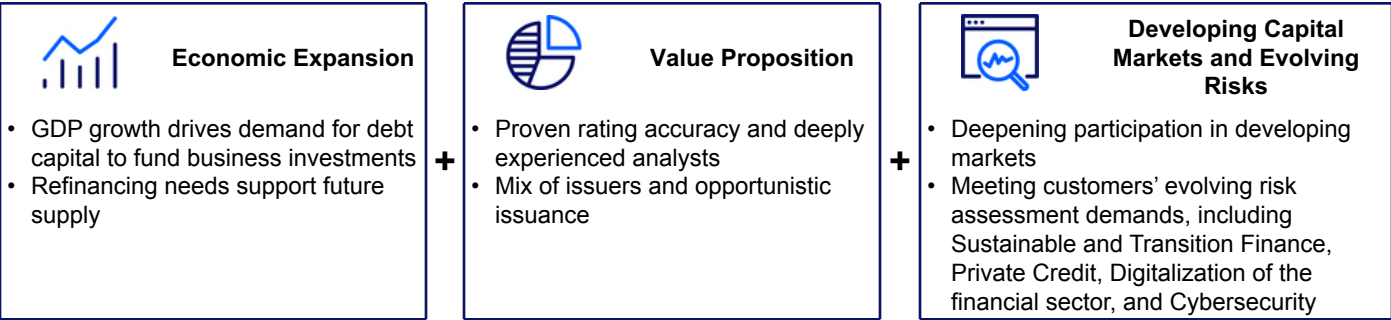 Economic Expansion
• GDP growth drives demand for debt
capital to fund business investments
• Refinancing needs support future
supply
+
Value Proposition
• Proven rating accuracy and deeply
experienced analysts
• Mix of issuers and opportunistic
issuance
+
Developing Capital
Markets and Evolving
Risks
• Deepening participation in developing
markets
• Meeting customers’ evolving risk
assessment demands, including
Sustainable and Transition Finance,
Private Credit, Digitalization of the
financial sector, and Cybersecurity